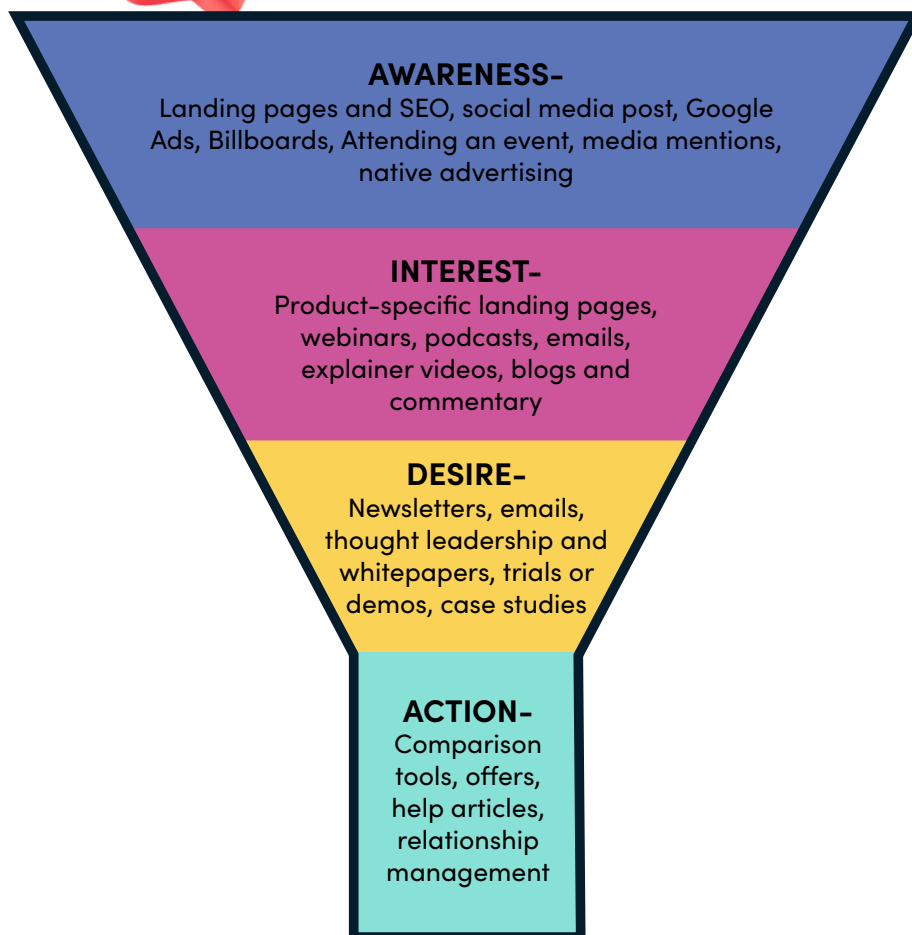 AWARENESS-
Landing pages and SEO, social media post, Google
Ads, Billboards, Attending an event, media mentions,
native advertising
INTEREST-
Product-specific landing pages,
webinars, podcasts, emails,
explainer videos, blogs and
commentary
DESIRE-
Newsletters, emails,
thought leadership and
whitepapers, trials or
demos, case studies
ACTION-
Comparison
tools, offers,
help articles,
relationship
management